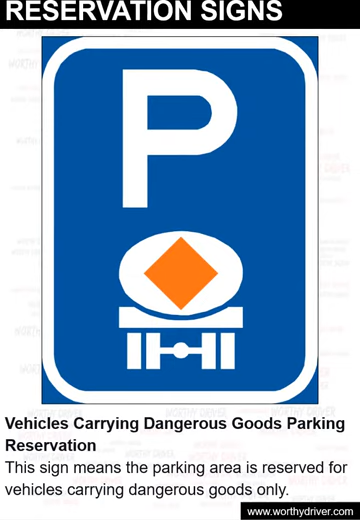 RESERVATION SIGNS
P
Vehicles Carrying Dangerous Goods Parking
Reservation
This sign means the parking area is reserved for
vehicles carrying dangerous goods only.
www.worthydriver.com